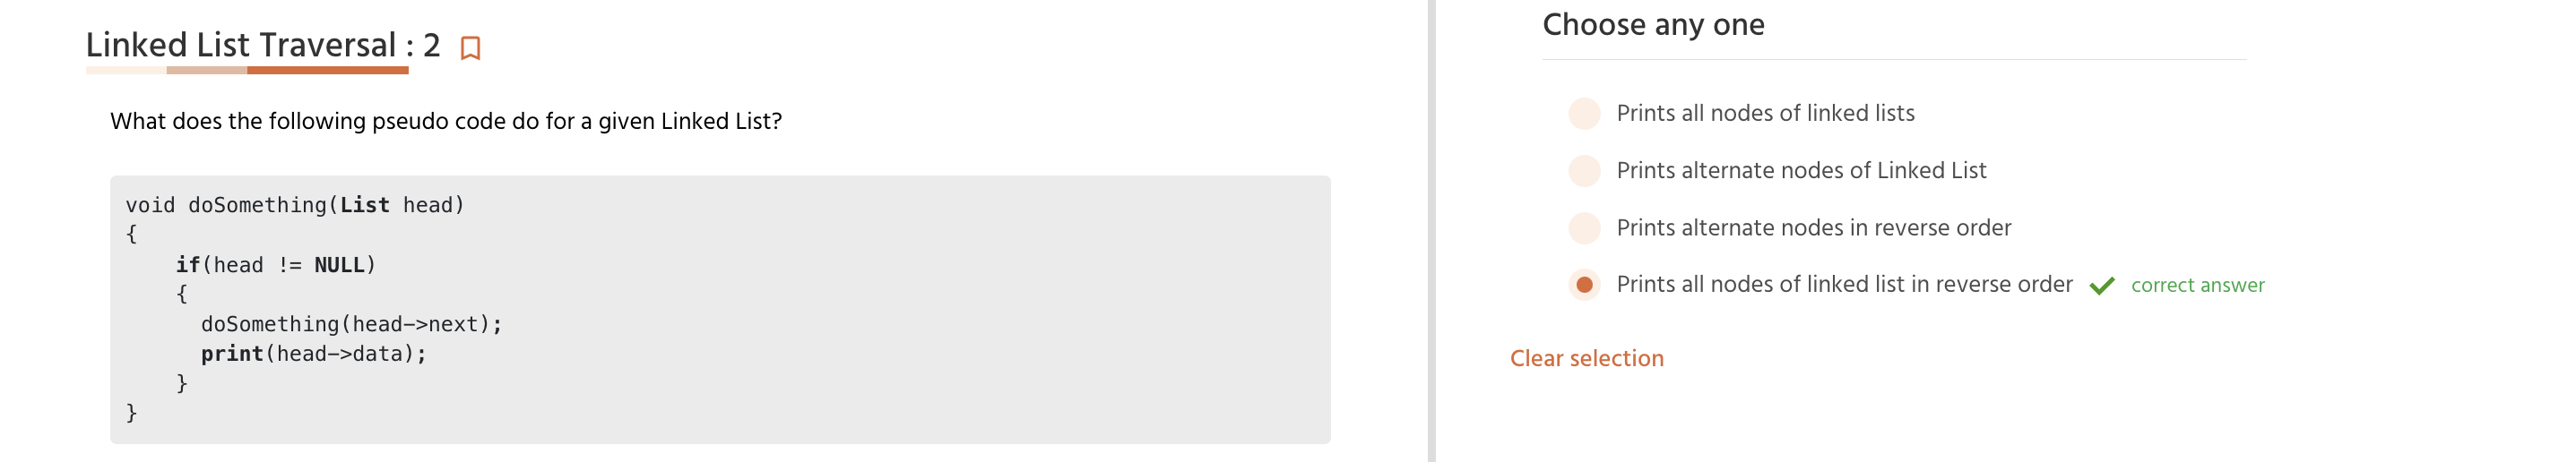 Linked List Traversal : 2
What does the following pseudo code do for a given Linked List?
void doSomething(List head)
{
    if(head != NULL)
    {
      doSomething(head->next);
      print(head->data);
    }
}
Choose any one
Prints all nodes of linked lists
Prints alternate nodes of Linked List
Prints alternate nodes in reverse order
Prints all nodes of linked list in reverse order correct answer
Clear selection